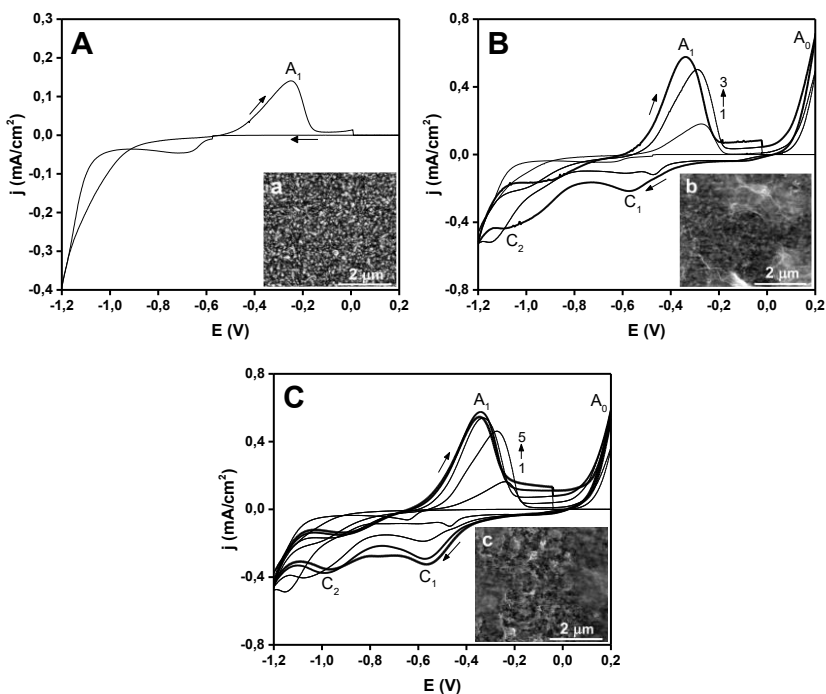 A
A₁
j (mA/cm²)
0,3
0,2
0,1
0,0
-0,1
-0,2
-0,3
-0,4
a
2 μm
-1,2 -1,0 -0,8 -0,6 -0,4 -0,2 0,0 0,2
E (V)
B
A₁
A₀
3
1
j (mA/cm²)
0,8
0,4
0,0
-0,4
-0,8
C₁
C₂
b
2 μm
-1,2 -1,0 -0,8 -0,6 -0,4 -0,2 0,0 0,2
E (V)
C
A₁
A₀
5
1
j (mA/cm²)
0,8
0,4
0,0
-0,4
-0,8
C₂
C₁
c
2 μm
-1,2 -1,0 -0,8 -0,6 -0,4 -0,2 0,0 0,2
E (V)